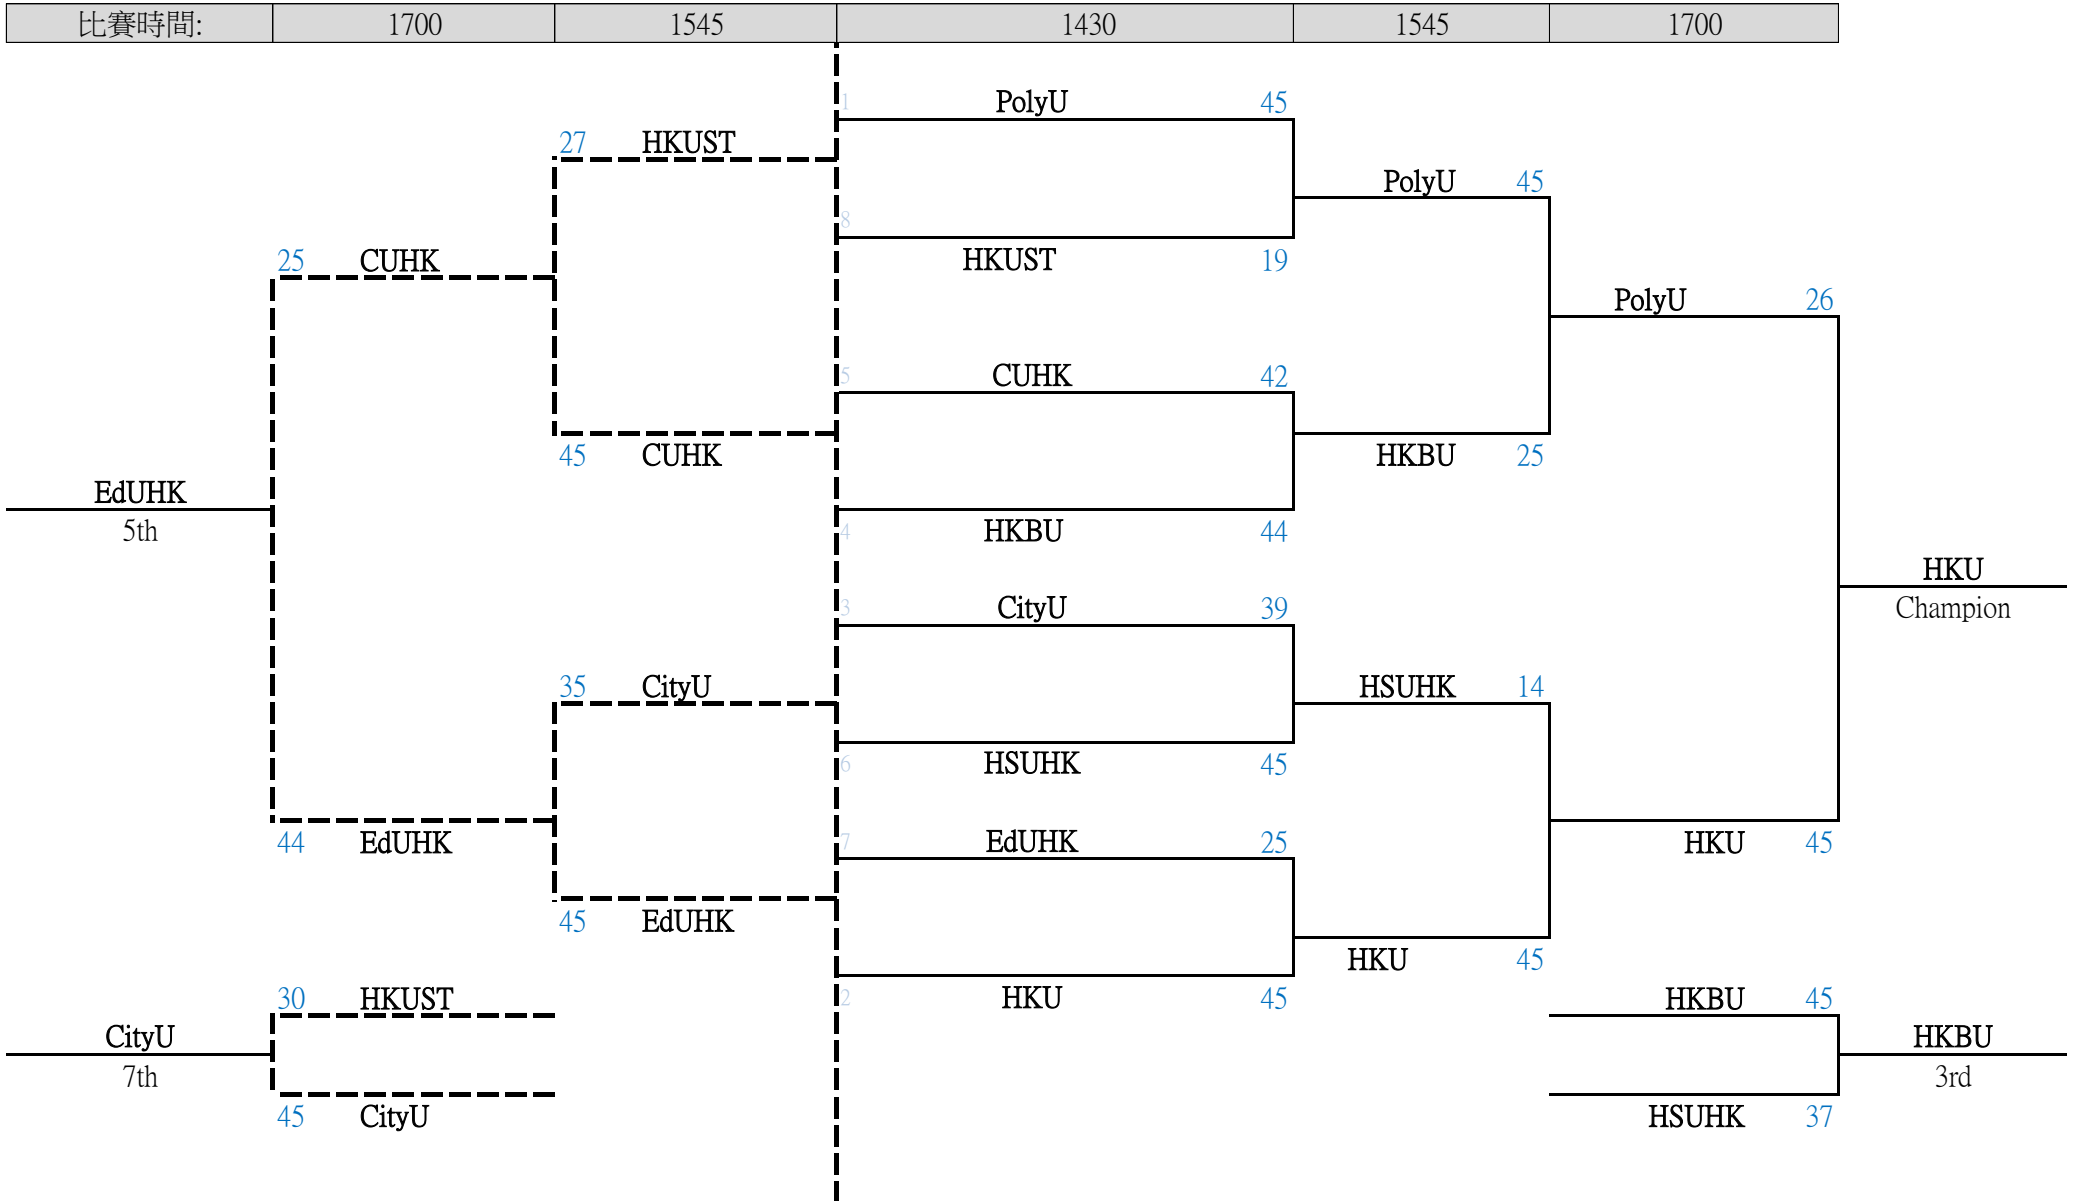 比賽時間: 1700 1545 1430 1545 1700
1 PolyU 45
27 HKUST
PolyU 45
8
25 CUHK HKUST 19
PolyU 26
5 CUHK 42
45 CUHK HKBU 25
EdUHK
5th 4 HKBU 44
HKU
3 CityU 39 Champion
35 CityU HSUHK 14
6 HSUHK 45
44 EdUHK 7 EdUHK 25 HKU 45
45 EdUHK
HKU 45
30 HKUST 2 HKU 45 HKBU 45
CityU HKBU
7th 3rd
45 CityU HSUHK 37